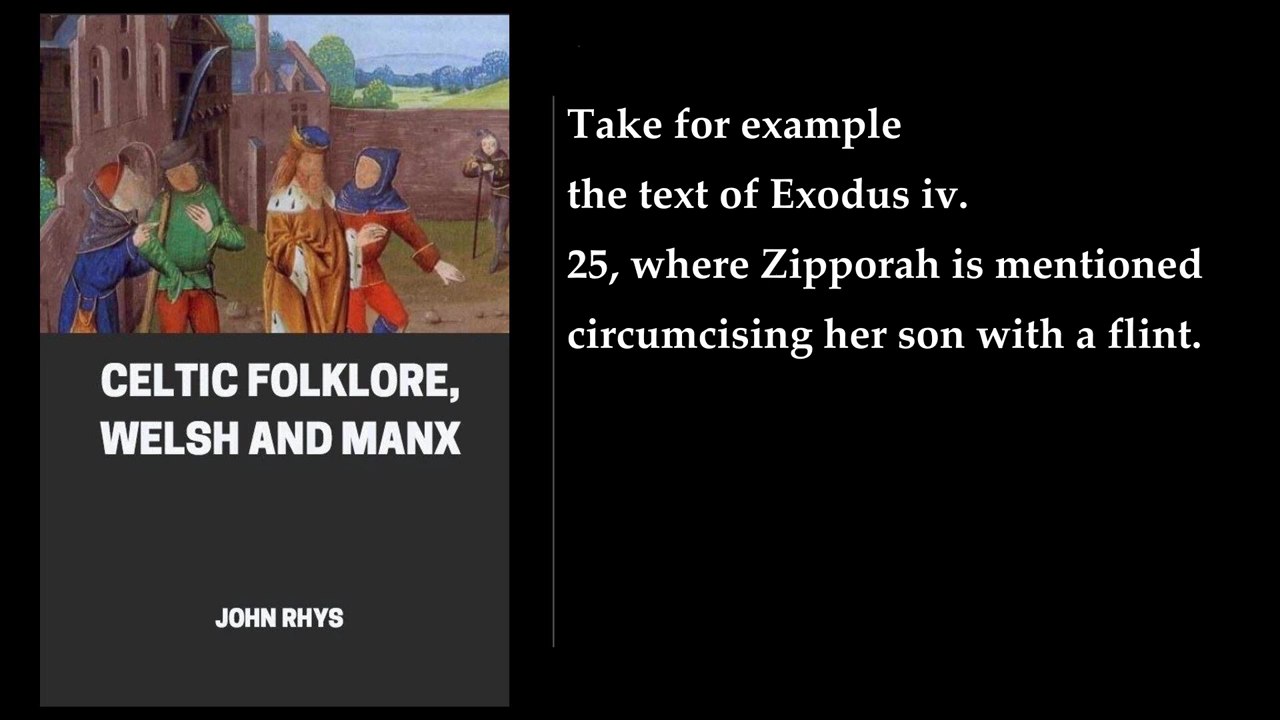 CELTIC FOLKLORE,
WELSH AND MANX
JOHN RHYS
Take for example
the text of Exodus iv.
25, where Zipporah is mentioned
circumcising her son with a flint.